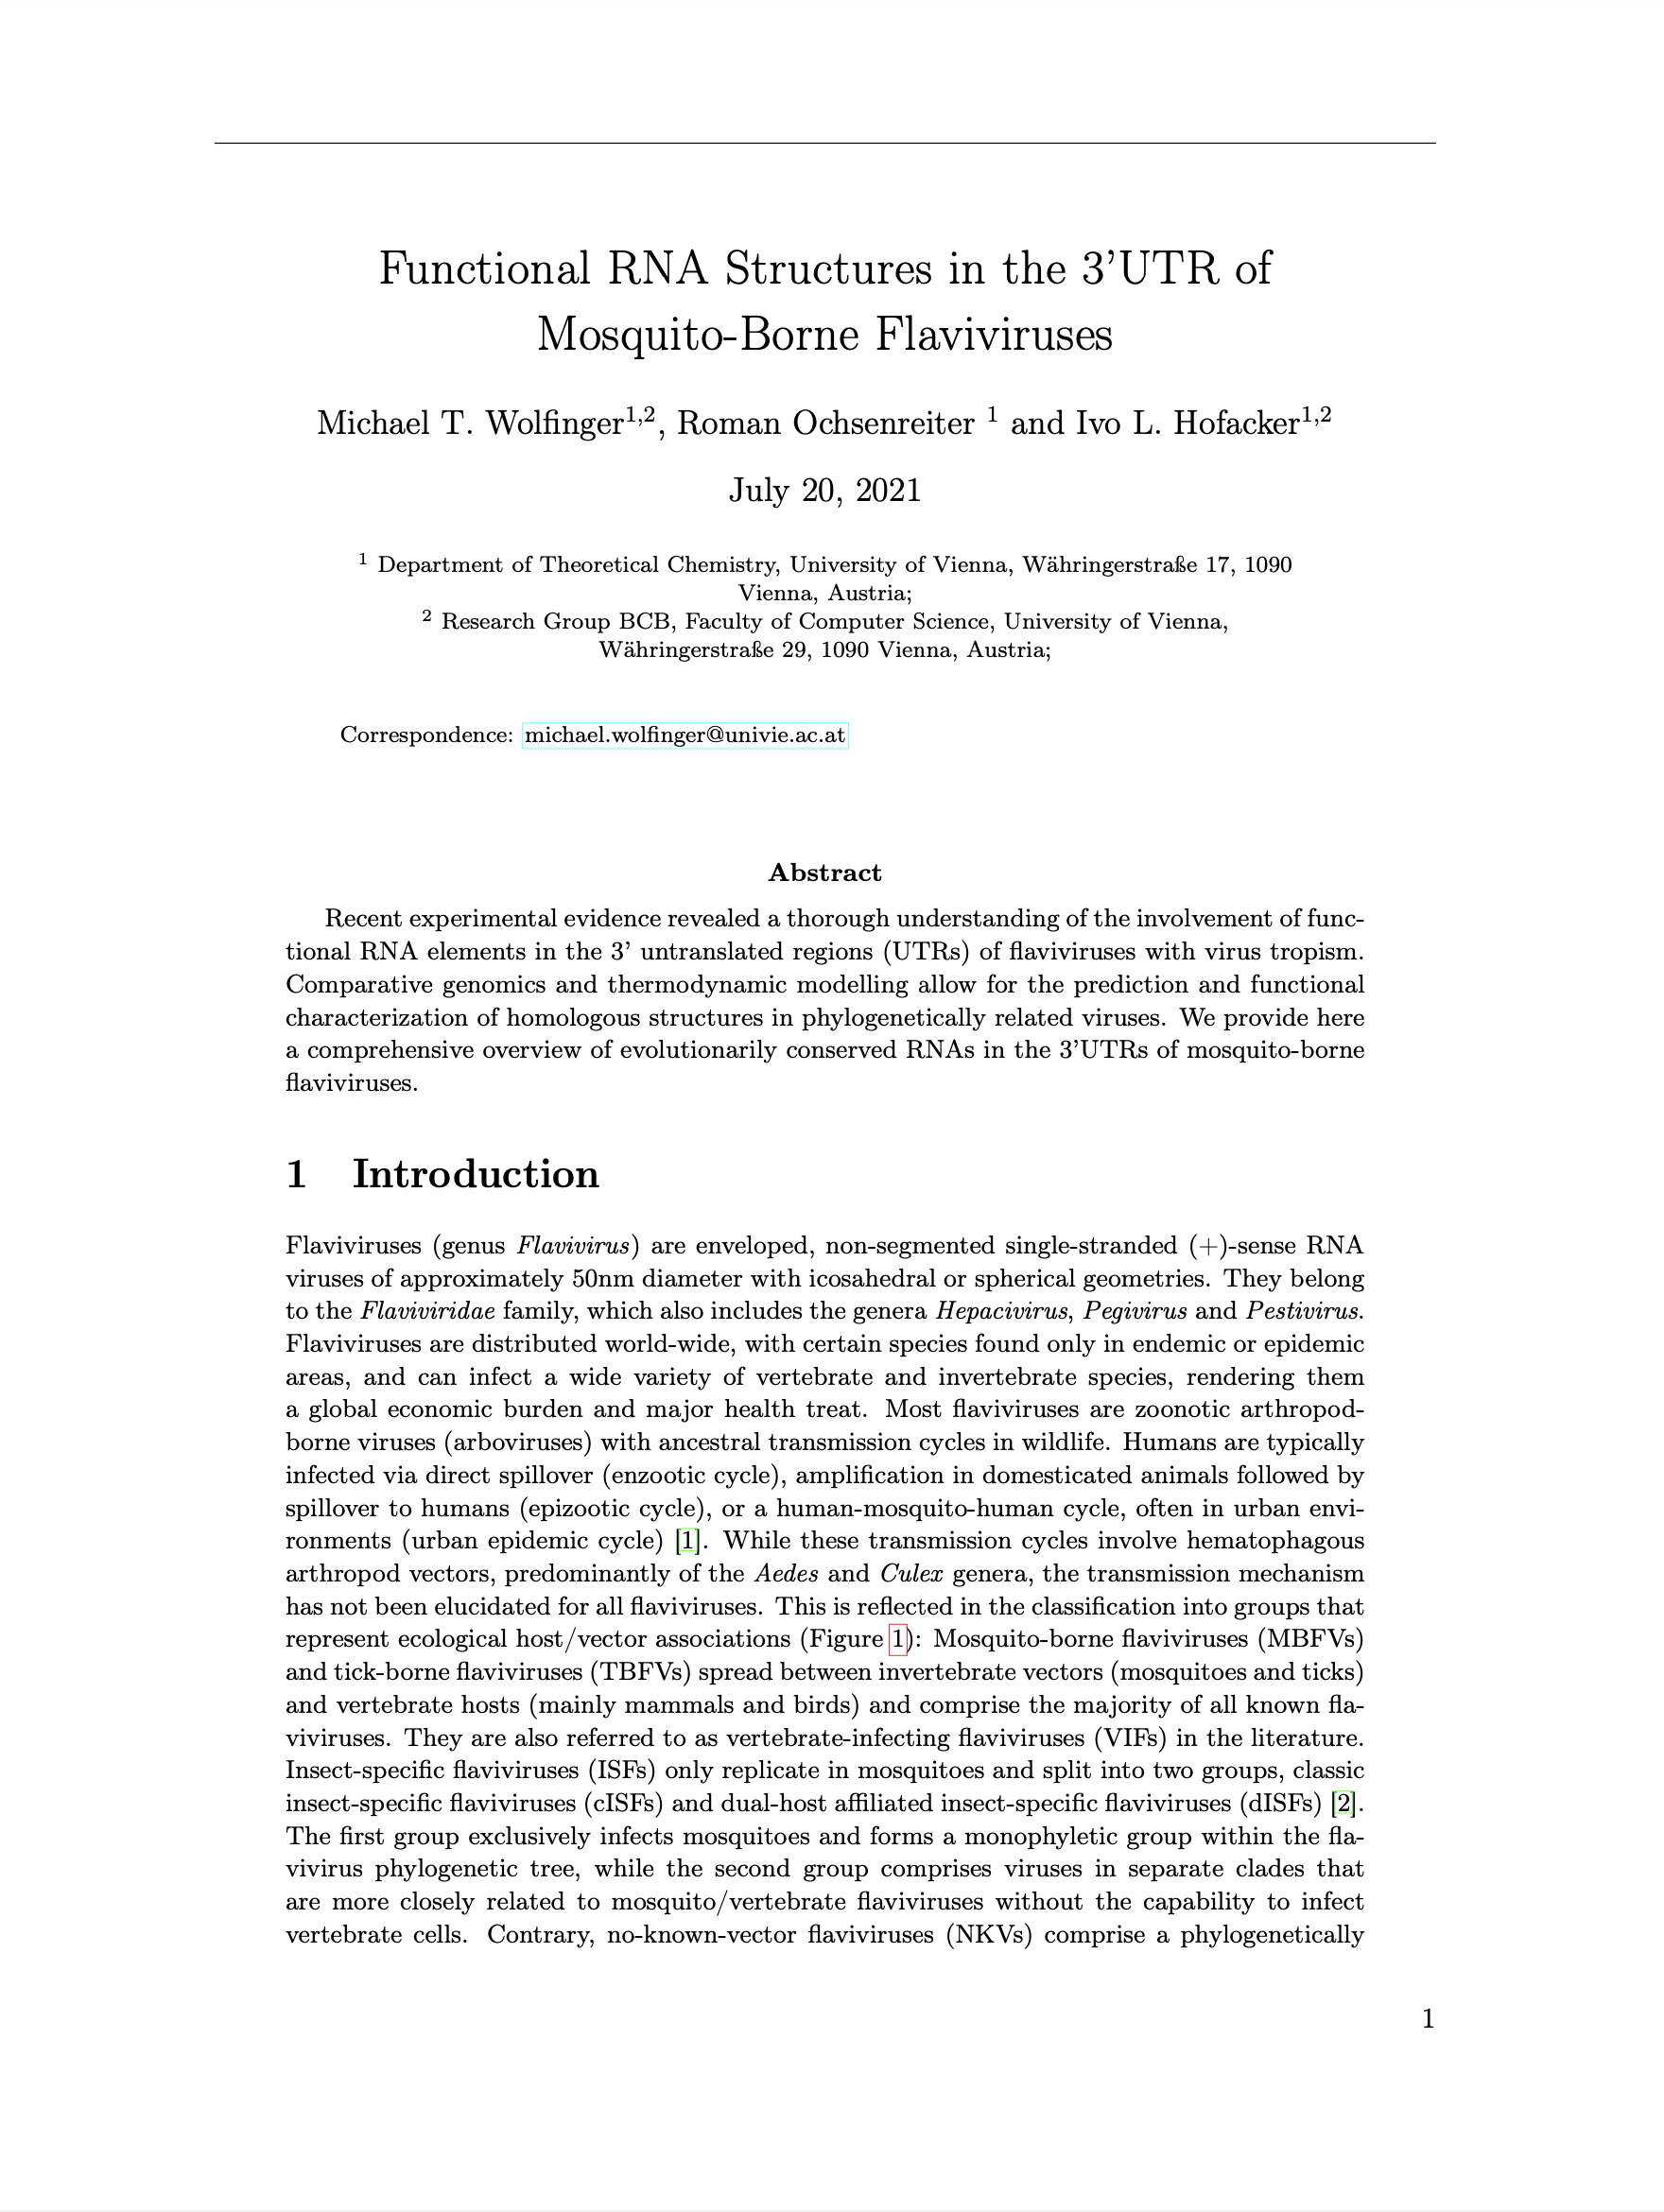 Functional RNA Structures in the 3’UTR of
Mosquito-Borne Flaviviruses
Michael T. Wolfinger1,2, Roman Ochsenreiter 1 and Ivo L. Hofacker1,2
July 20, 2021
1 Department of Theoretical Chemistry, University of Vienna, Währingerstraße 17, 1090
Vienna, Austria;
2 Research Group BCB, Faculty of Computer Science, University of Vienna,
Währingerstraße 29, 1090 Vienna, Austria;
Correspondence: michael.wolfinger@univie.ac.at
Abstract
Recent experimental evidence revealed a thorough understanding of the involvement of func-
tional RNA elements in the 3’ untranslated regions (UTRs) of flaviviruses with virus tropism.
Comparative genomics and thermodynamic modelling allow for the prediction and functional
characterization of homologous structures in phylogenetically related viruses. We provide here
a comprehensive overview of evolutionarily conserved RNAs in the 3’UTRs of mosquito-borne
flaviviruses.
1 Introduction
Flaviviruses (genus Flavivirus) are enveloped, non-segmented single-stranded (+)-sense RNA
viruses of approximately 50nm diameter with icosahedral or spherical geometries. They belong
to the Flaviviridae family, which also includes the genera Hepacivirus, Pegivirus and Pestivirus.
Flaviviruses are distributed world-wide, with certain species found only in endemic or epidemic
areas, and can infect a wide variety of vertebrate and invertebrate species, rendering them
a global economic burden and major health treat. Most flaviviruses are zoonotic arthropod-
borne viruses (arboviruses) with ancestral transmission cycles in wildlife. Humans are typically
infected via direct spillover (enzootic cycle), amplification in domesticated animals followed by
spillover to humans (epizootic cycle), or a human-mosquito-human cycle, often in urban envi-
ronments (urban epidemic cycle) [1]. While these transmission cycles involve hematophagous
arthropod vectors, predominantly of the Aedes and Culex genera, the transmission mechanism
has not been elucidated for all flaviviruses. This is reflected in the classification into groups that
represent ecological host/vector associations (Figure 1): Mosquito-borne flaviviruses (MBFVs)
and tick-borne flaviviruses (TBFVs) spread between invertebrate vectors (mosquitoes and ticks)
and vertebrate hosts (mainly mammals and birds) and comprise the majority of all known fla-
viviruses. They are also referred to as vertebrate-infecting flaviviruses (VIFs) in the literature.
Insect-specific flaviviruses (ISFs) only replicate in mosquitoes and split into two groups, classic
insect-specific flaviviruses (cISFs) and dual-host affiliated insect-specific flaviviruses (dISFs) [2].
The first group exclusively infects mosquitoes and forms a monophyletic group within the fla-
vivirus phylogenetic tree, while the second group comprises viruses in separate clades that
are more closely related to mosquito/vertebrate flaviviruses without the capability to infect
vertebrate cells. Contrary, no-known-vector flaviviruses (NKVs) comprise a phylogenetically
1